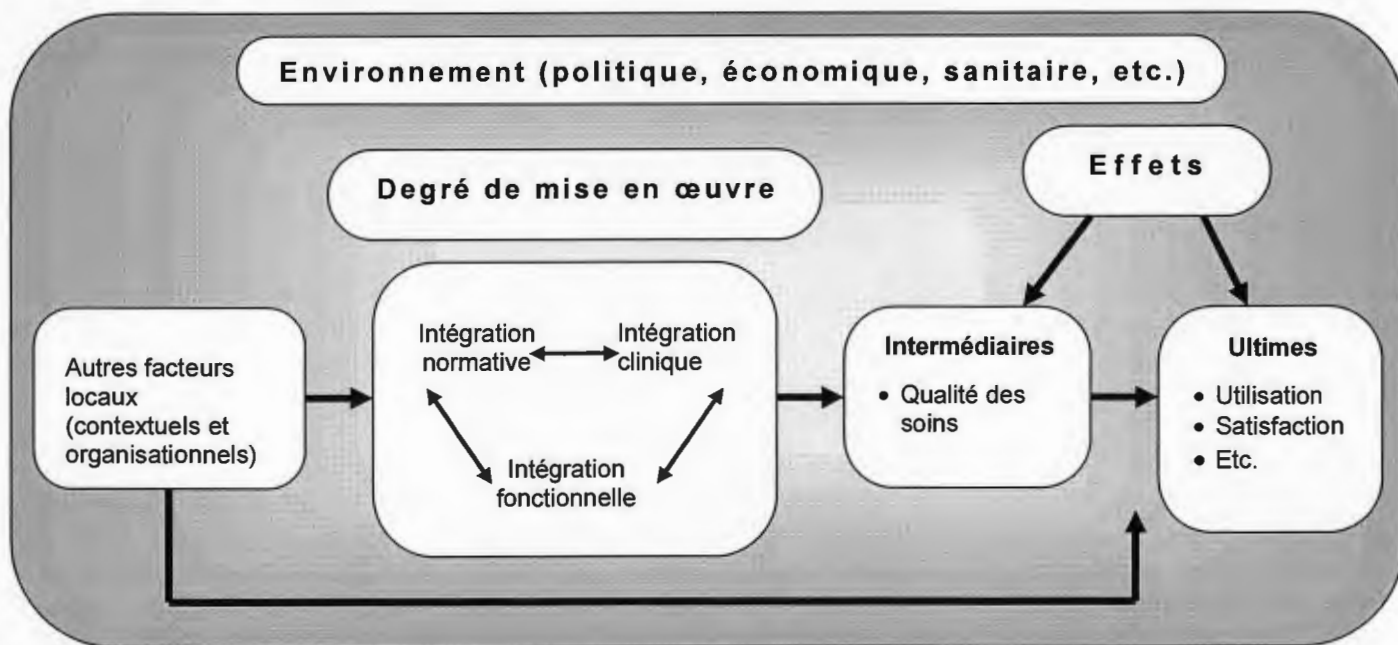 Environnement (politique, économique, sanitaire, etc.)
Effets
Degré de mise en œuvre
Autres facteurs
locaux
(contextuels et
organisationnels)
Intégration
normative
Intégration
clinique
Intégration
fonctionnelle
Intermédiaires
• Qualité des
soins
Ultimes
• Utilisation
• Satisfaction
• Etc.